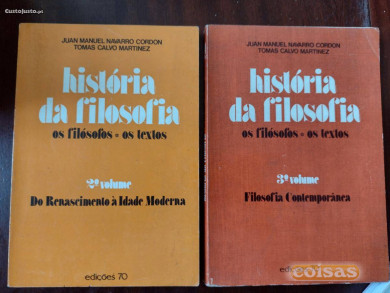 CustoJusto.pt
JUAN MANUEL NAVARRO CORDON
TOMAS CALVO MARTINEZ
história
da filosofia
os filósofos • os textos
2º volume
Do Renascimento à Idade Moderna
edições 70
JUAN MANUEL NAVARRO CORDON
TOMAS CALVO MARTINEZ
história
da filosofia
os filósofos • os textos
3º volume
Filosofia Contemporânea
coisas